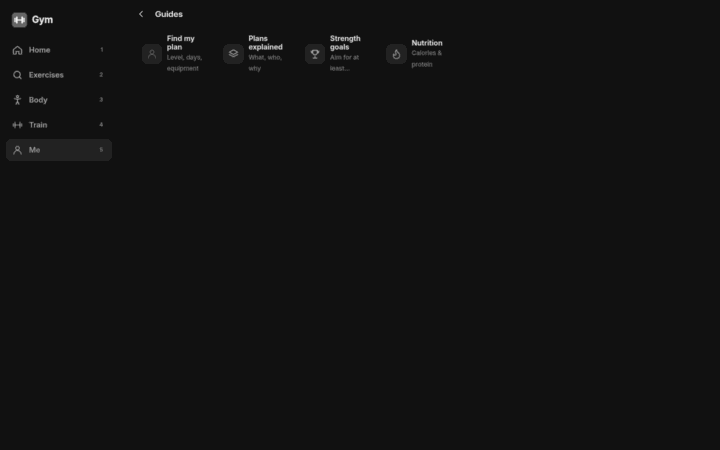 Gym
Home 1
Exercises 2
Body 3
Train 4
Me 5
Guides
Find my
plan
Level, days,
equipment
Plans
explained
What, who,
why
Strength
goals
Aim for at
least...
Nutrition
Calories &
protein